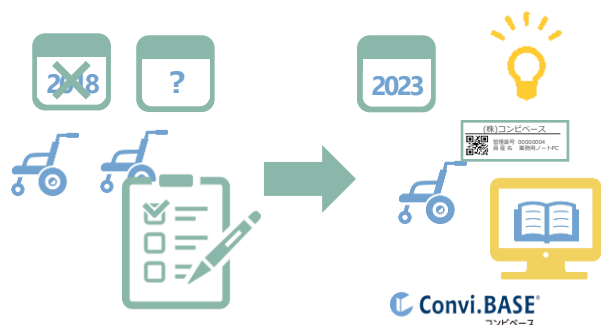 2018
?
2023
(株)コンビベース
管理番号 00000004
資産名 業務用ノートPC
Convi.BASE®
コンビベース